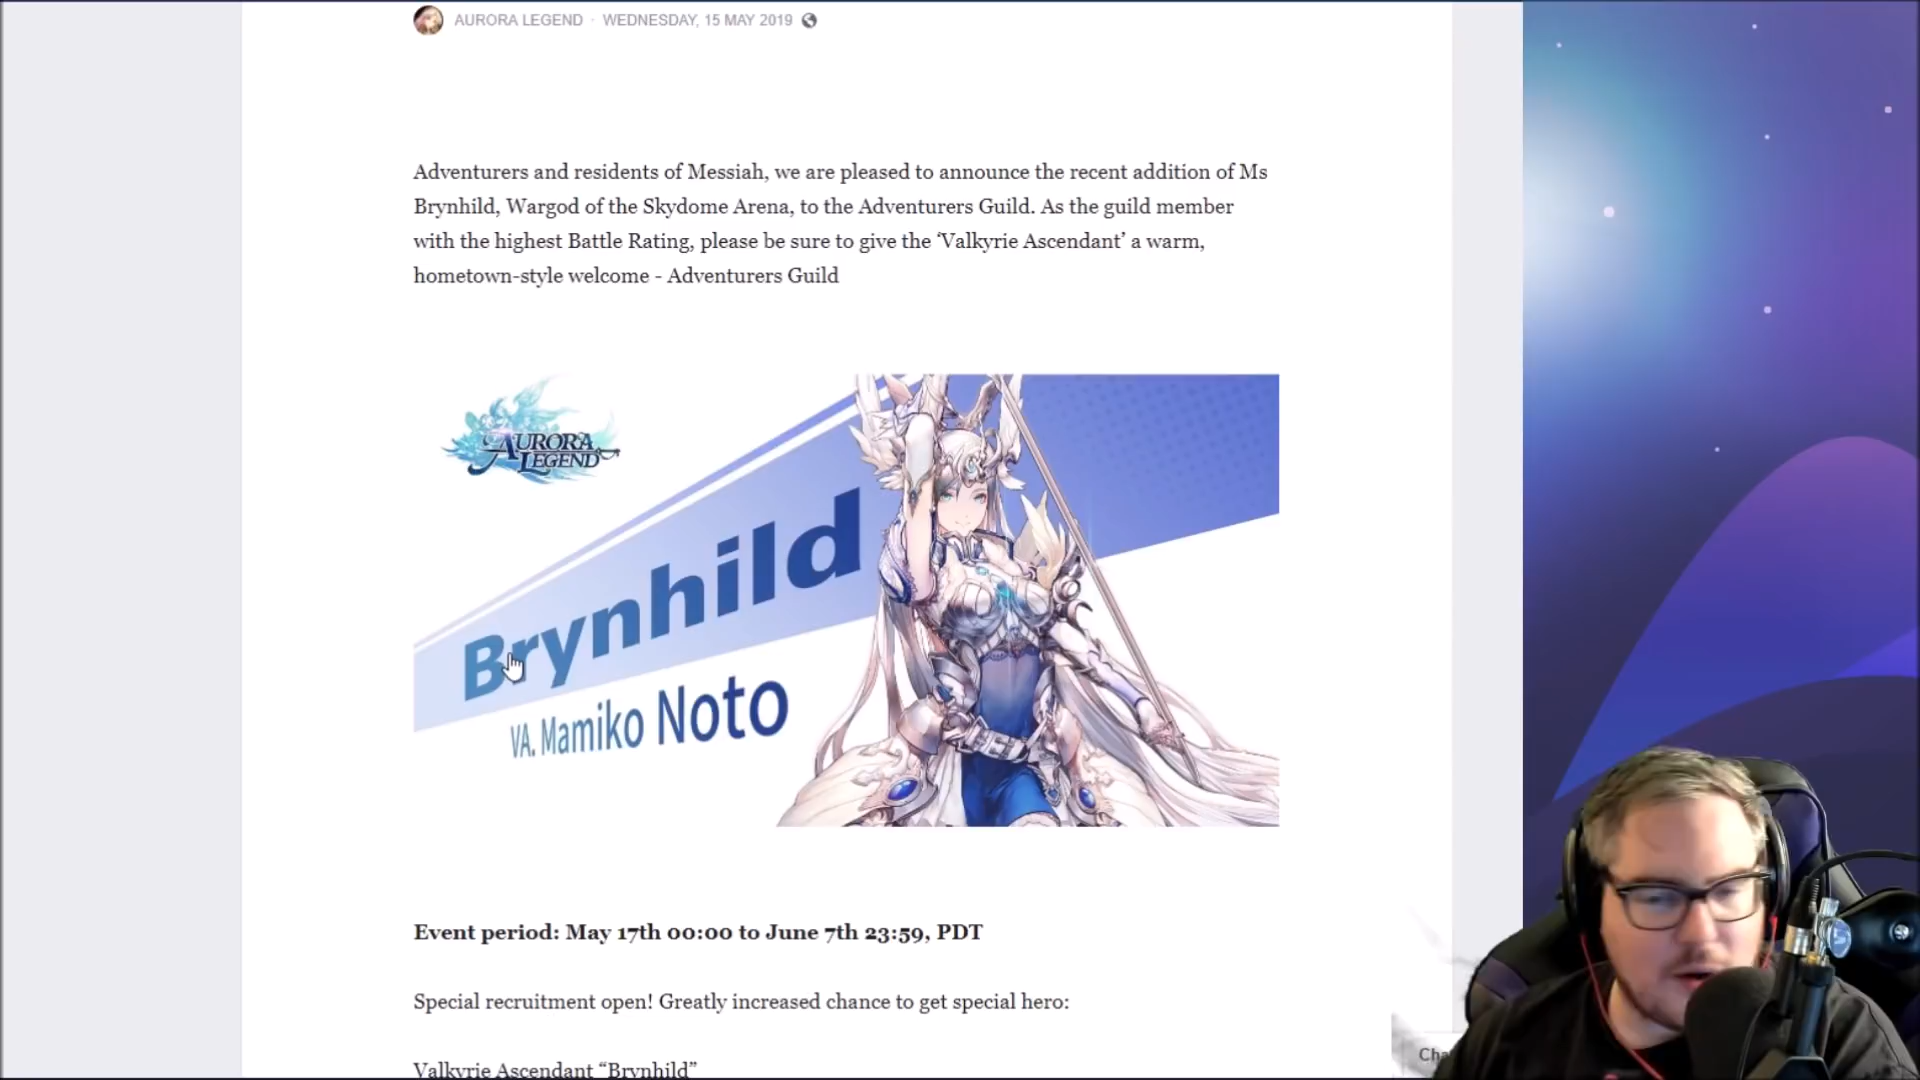 AURORA LEGEND · WEDNESDAY, 15 MAY 2019
Adventurers and residents of Messiah, we are pleased to announce the recent addition of Ms
Brynhild, Wargod of the Skydome Arena, to the Adventurers Guild. As the guild member
with the highest Battle Rating, please be sure to give the ‘Valkyrie Ascendant’ a warm,
hometown-style welcome - Adventurers Guild
AURORA
LEGEND
Brynhild
VA. Mamiko Noto
Event period: May 17th 00:00 to June 7th 23:59, PDT
Special recruitment open! Greatly increased chance to get special hero:
Valkyrie Ascendant “Brynhild”